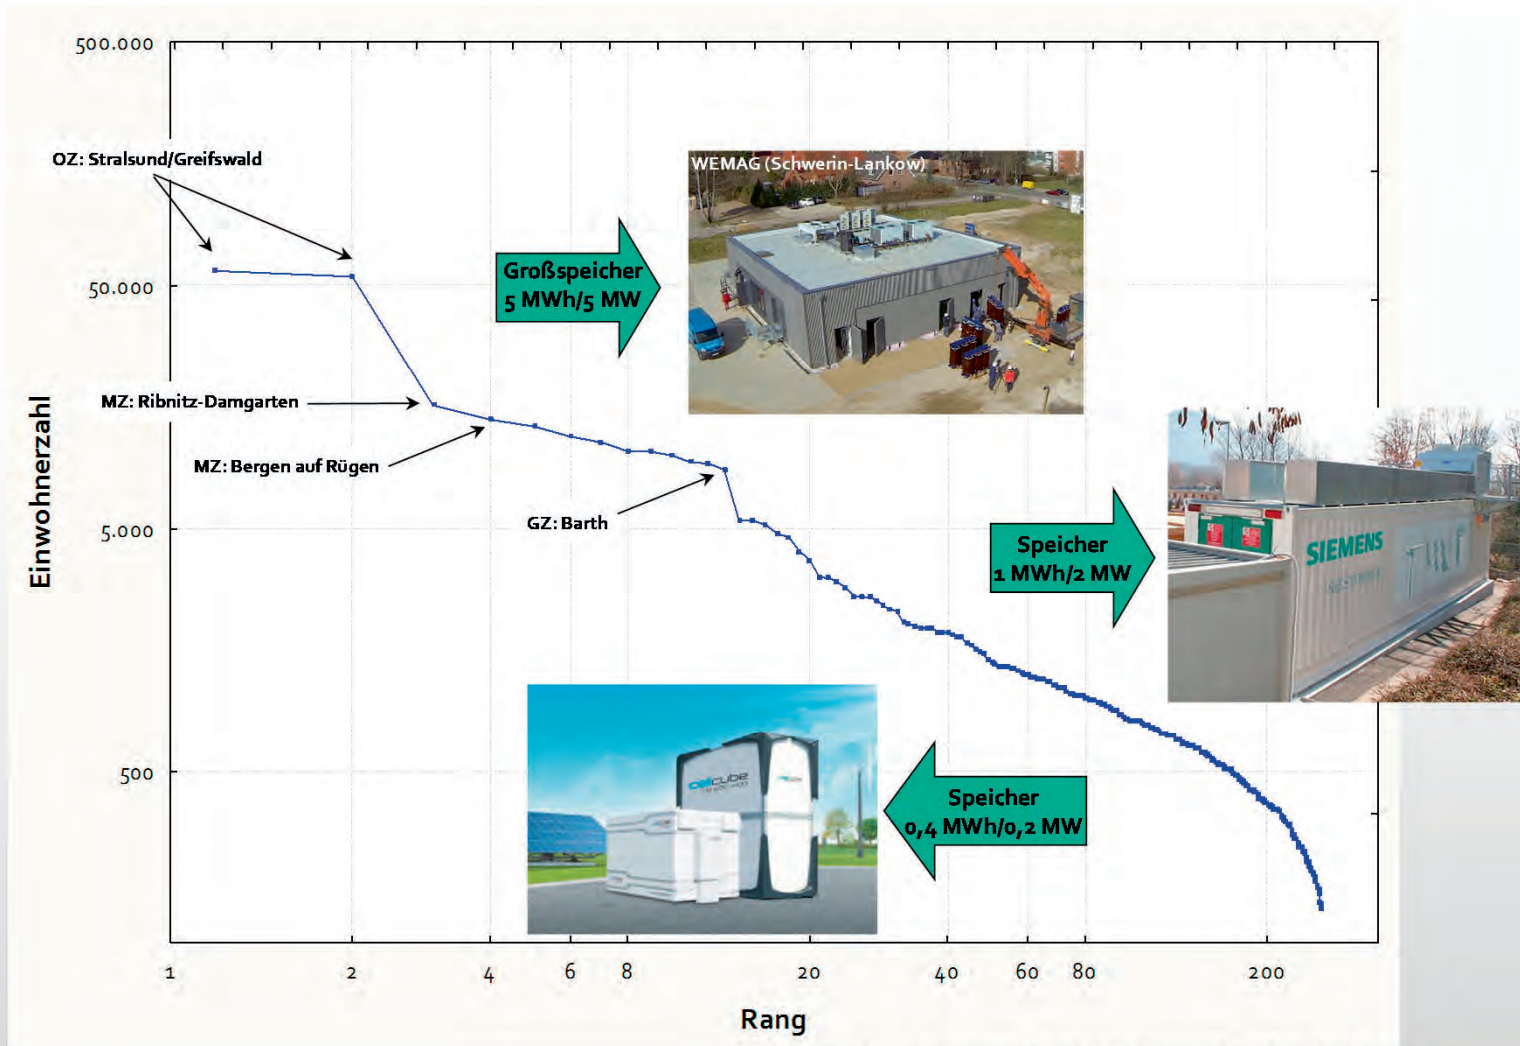 500.000
50.000
5.000
500
Einwohnerzahl
OZ: Stralsund/Greifswald
MZ: Ribnitz-Damgarten
MZ: Bergen auf Rügen
GZ: Barth
Großspeicher
5 MWh/5 MW
WEMAG (Schwerin-Lankow)
Speicher
1 MWh/2 MW
SIEMENS
cellcube
Speicher
0,4 MWh/0,2 MW
1
2
4
6
8
20
40
60
80
200
Rang